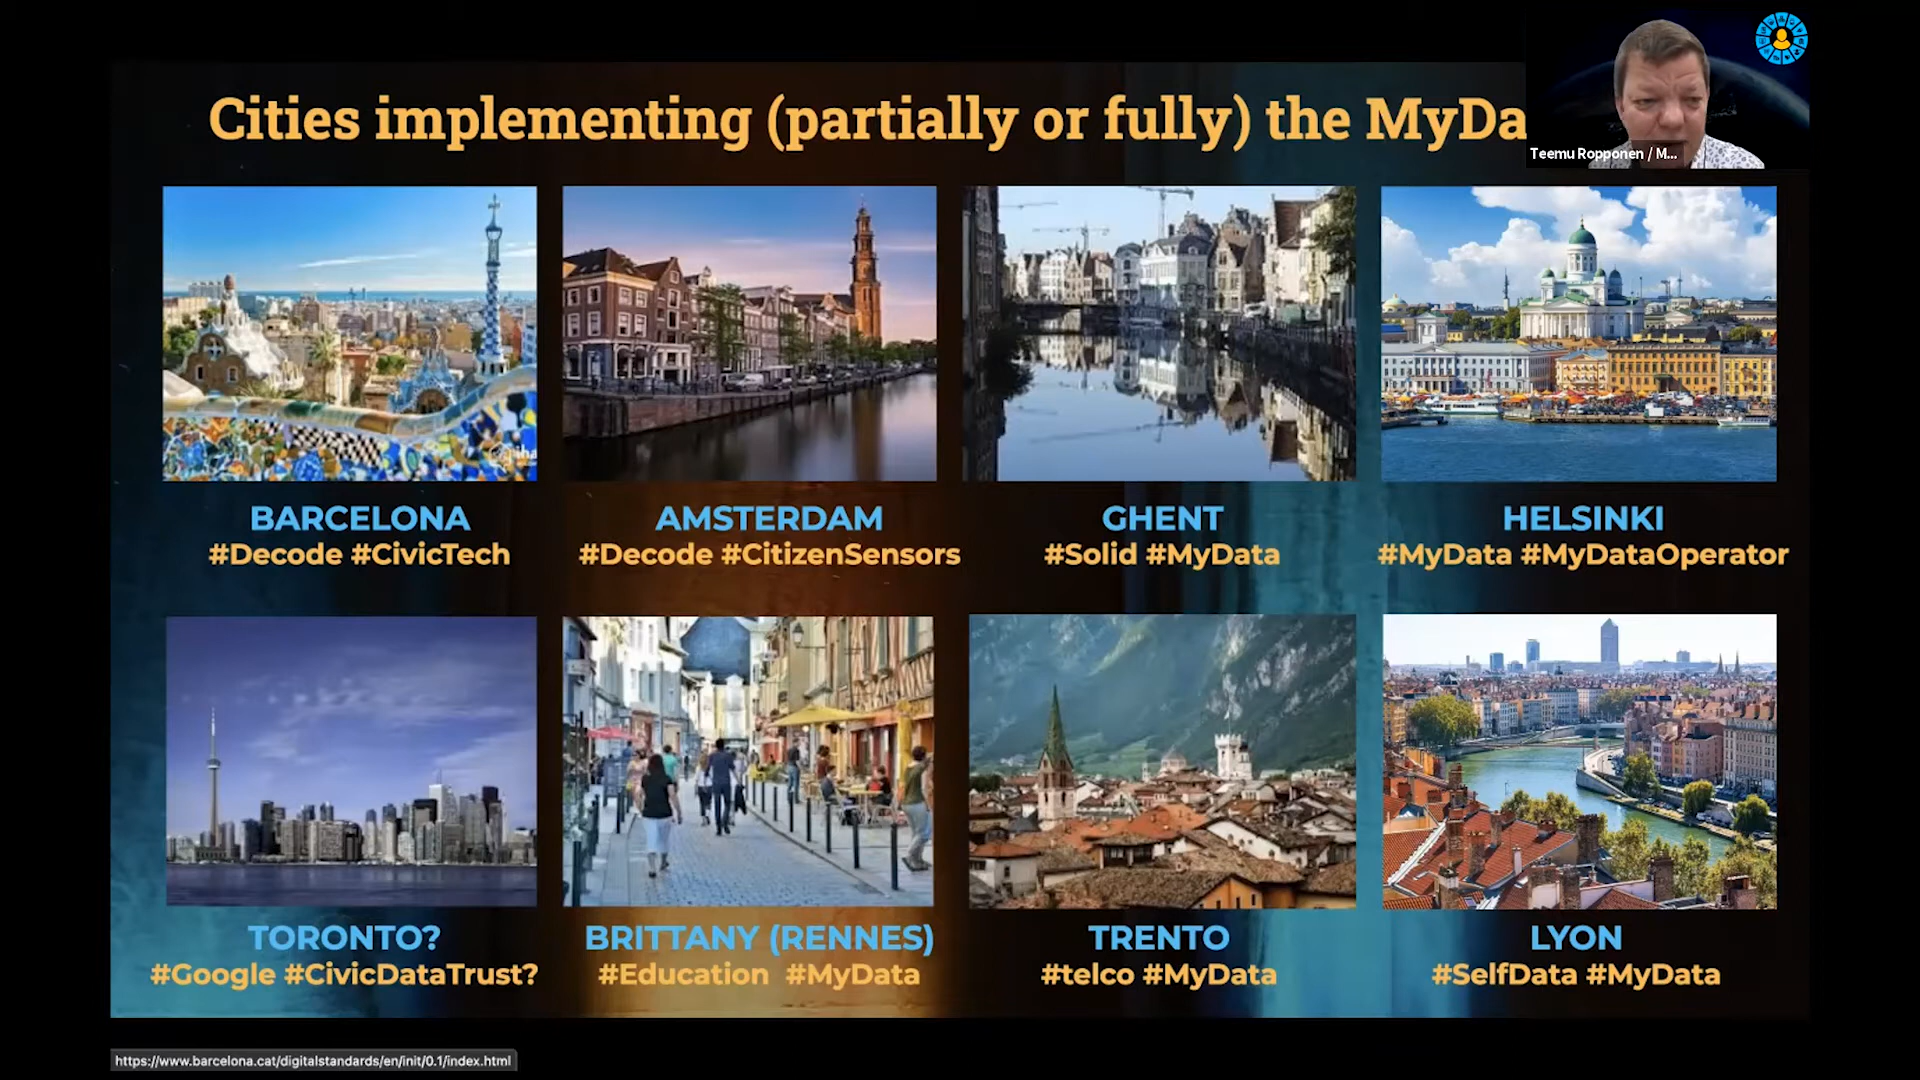 Cities implementing (partially or fully) the MyDa
Teemu Ropponen / M...
BARCELONA
#Decode #CivicTech
AMSTERDAM
#Decode #CitizenSensors
GHENT
#Solid #MyData
HELSINKI
#MyData #MyDataOperator
TORONTO?
#Google #CivicDataTrust?
BRITTANY (RENNES)
#Education #MyData
TRENTO
#telco #MyData
LYON
#SelfData #MyData
https://www.barcelona.cat/digitalstandards/en/init/0.1/index.html